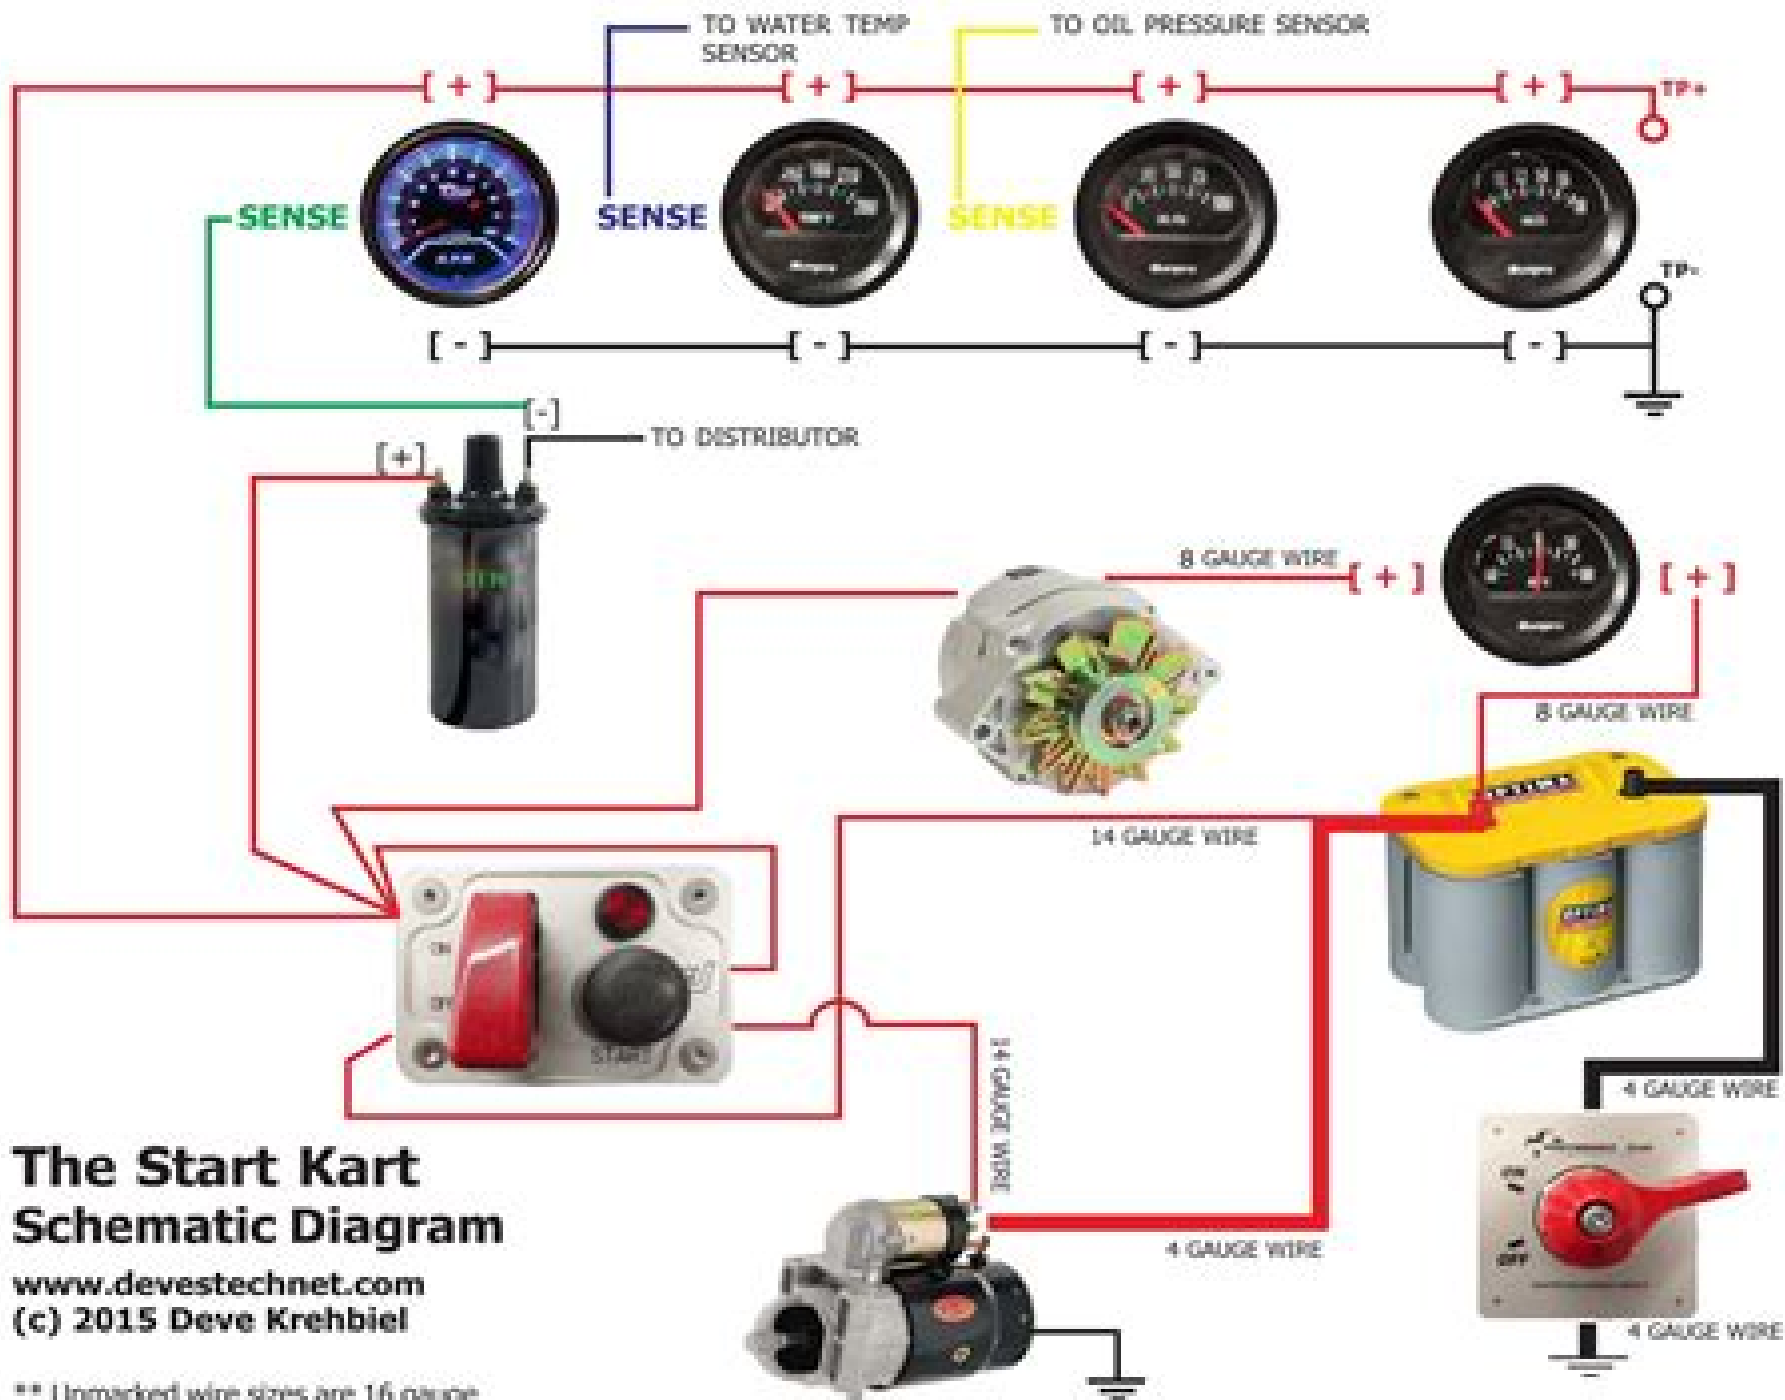 TO WATER TEMP
SENSOR
TO OIL PRESSURE SENSOR
[ + ]
[ + ]
[ + ]
[ + ]
TP+
SENSE
SENSE
SENSE
TP-
[ - ]
[ - ]
[ - ]
[ - ]
[-]
TO DISTRIBUTOR
[+]
8 GAUGE WIRE
[ + ]
[ + ]
8 GAUGE WIRE
14 GAUGE WIRE
OPTIMA
ON
START
14 GAUGE WIRE
4 GAUGE WIRE
ON
OFF
4 GAUGE WIRE
4 GAUGE WIRE
The Start Kart
Schematic Diagram
www.devestechnet.com
(c) 2015 Deve Krehbiel
** Unmarked wire sizes are 16 gauge